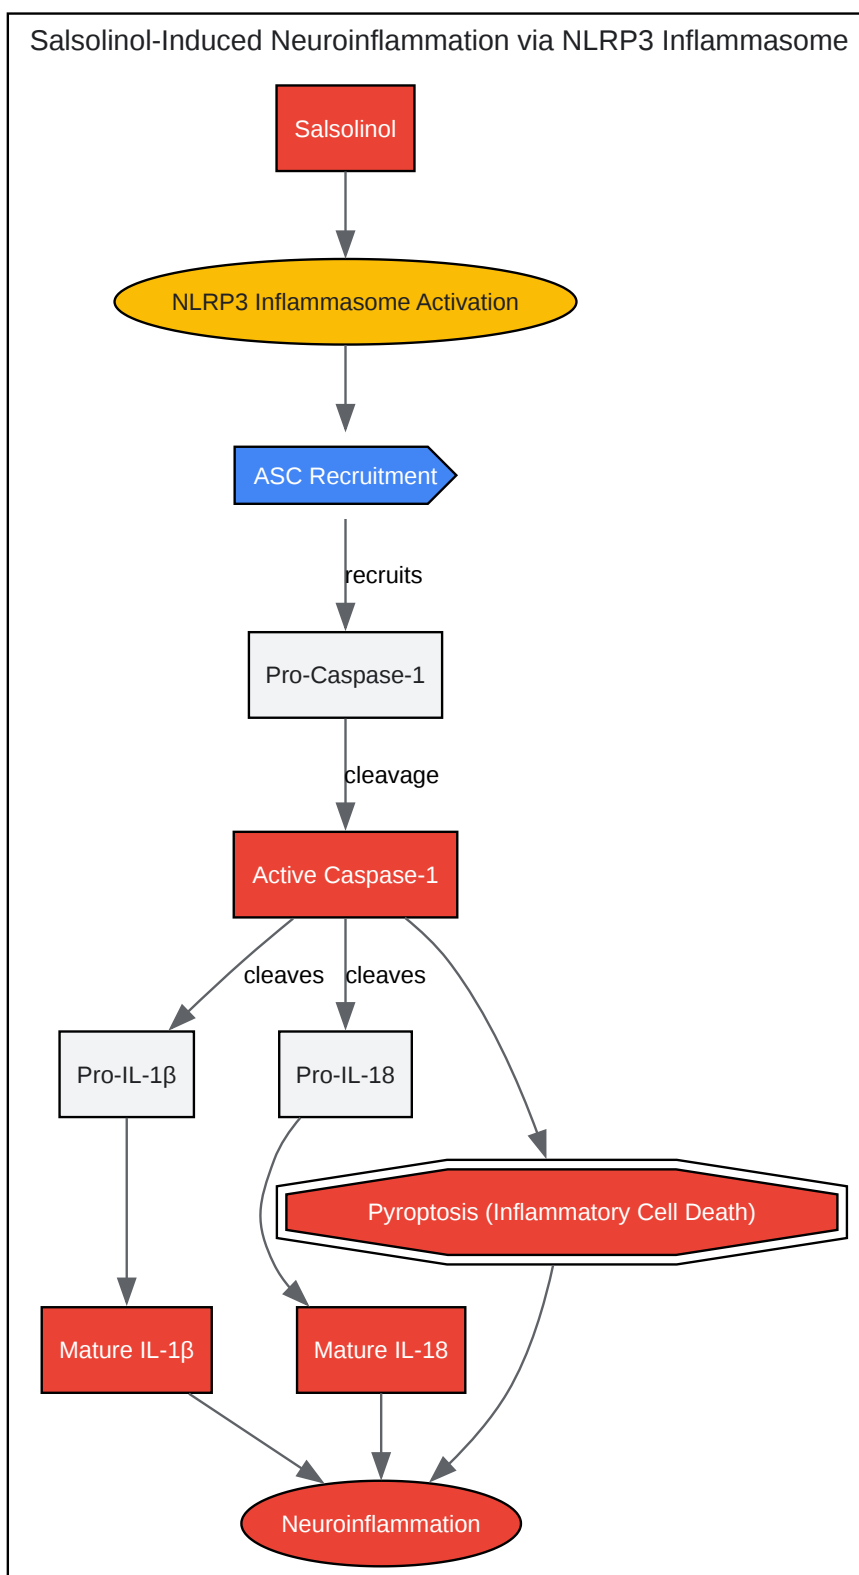 Salsolinol-Induced Neuroinflammation via NLRP3 Inflammasome
Salsolinol
NLRP3 Inflammasome Activation
ASC Recruitment
recruits
Pro-Caspase-1
cleavage
Active Caspase-1
cleaves
cleaves
Pro-IL-1β
Pro-IL-18
Pyroptosis (Inflammatory Cell Death)
Mature IL-1β
Mature IL-18
Neuroinflammation